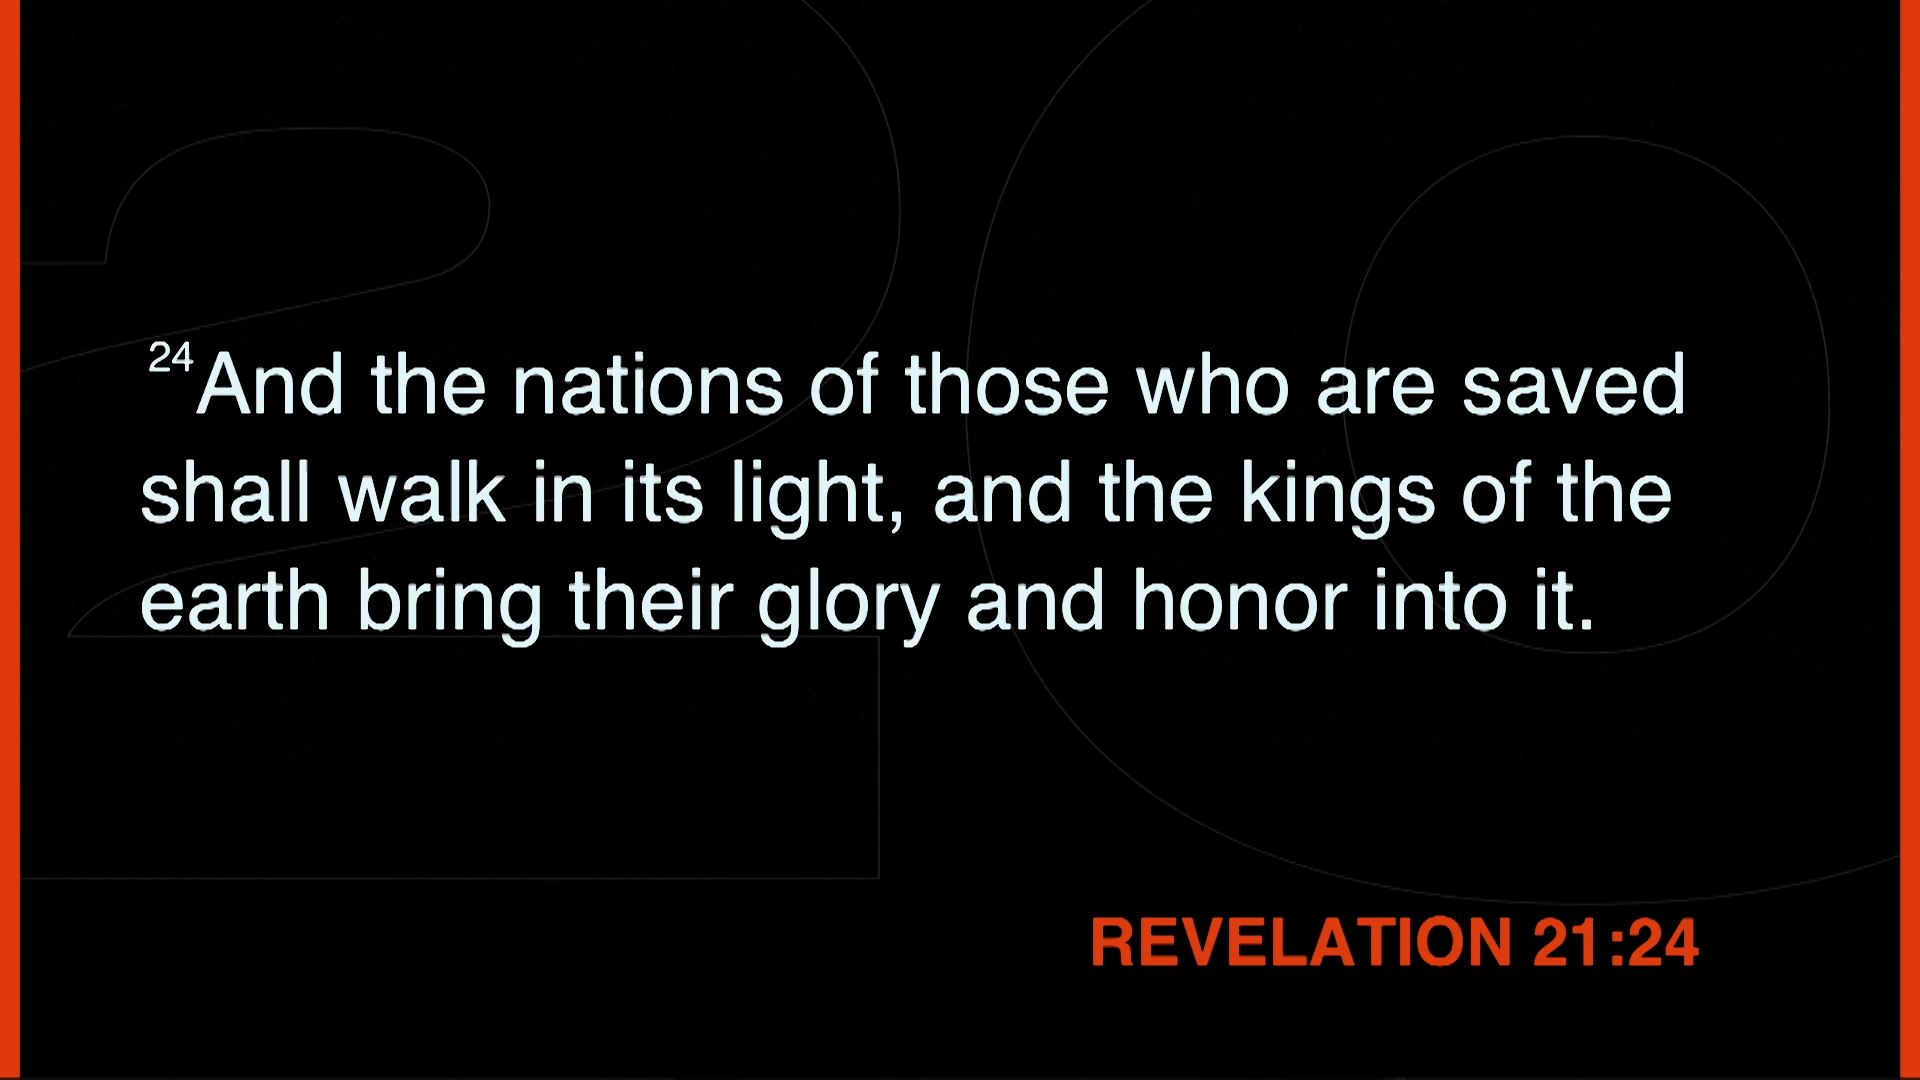 20
24And the nations of those who are saved
shall walk in its light, and the kings of the
earth bring their glory and honor into it.
REVELATION 21:24